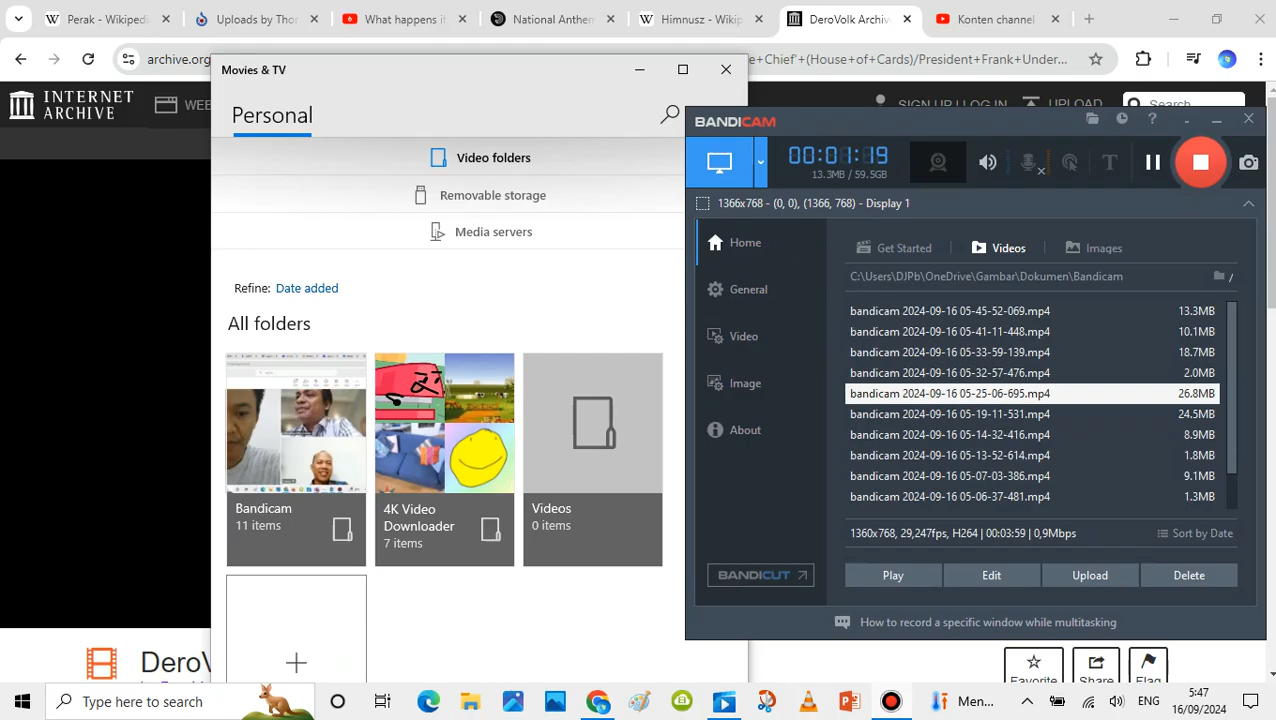 Perak - Wikiped
Uploads by Thor
What happens if
National Anthem
Himnusz - Wikip
DeroVolk Archiv
Konten channel
archive.org
e+Chief+(House+of+Cards)/President+Frank+Unde
INTERNET
ARCHIVE
WEB
SIGN UP | LOG IN
UPLOAD
Search
Movies & TV
Personal
Video folders
Removable storage
Media servers
Refine: Date added
All folders
Bandicam
11 items
4K Video
Downloader
7 items
Videos
0 items
BANDICAM
00:01:19
13.3MB / 59.5GB
1366x768 - (0, 0), (1366, 768) - Display 1
Home
General
Video
Image
About
BANDICUT
Get Started
Videos
Images
C:\Users\DJPb\OneDrive\Gambar\Dokumen\Bandicam
bandicam 2024-09-16 05-45-52-069.mp4 13.3MB
bandicam 2024-09-16 05-41-11-448.mp4 10.1MB
bandicam 2024-09-16 05-33-59-139.mp4 18.7MB
bandicam 2024-09-16 05-32-57-476.mp4 2.0MB
bandicam 2024-09-16 05-25-06-695.mp4 26.8MB
bandicam 2024-09-16 05-19-11-531.mp4 24.5MB
bandicam 2024-09-16 05-14-32-416.mp4 8.9MB
bandicam 2024-09-16 05-13-52-614.mp4 1.8MB
bandicam 2024-09-16 05-07-03-386.mp4 9.1MB
bandicam 2024-09-16 05-06-37-481.mp4 1.3MB
1360x768, 29,247fps, H264 | 00:03:59 | 0,9Mbps
Sort by Date
Play
Edit
Upload
Delete
How to record a specific window while multitasking
DeroV
Favorite
Share
Flag
Type here to search
Men...
ENG
5:47
16/09/2024